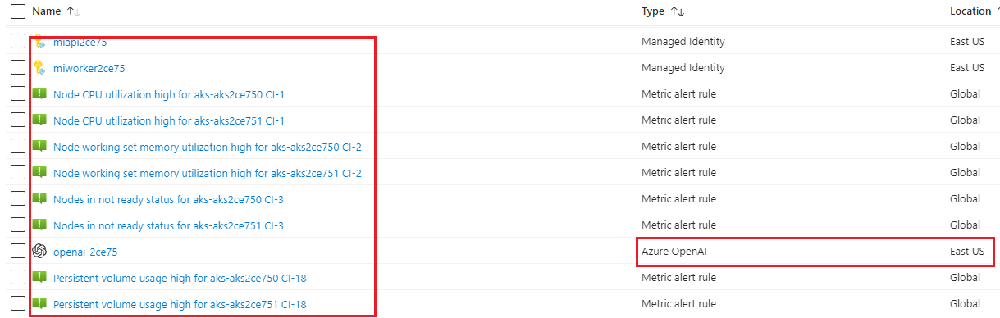 Name Type Location
miapi2ce75 Managed Identity East US
miworker2ce75 Managed Identity East US
Node CPU utilization high for aks-aks2ce750 CI-1 Metric alert rule Global
Node CPU utilization high for aks-aks2ce751 CI-1 Metric alert rule Global
Node working set memory utilization high for aks-aks2ce750 CI-2 Metric alert rule Global
Node working set memory utilization high for aks-aks2ce751 CI-2 Metric alert rule Global
Nodes in not ready status for aks-aks2ce750 CI-3 Metric alert rule Global
Nodes in not ready status for aks-aks2ce751 CI-3 Metric alert rule Global
openai-2ce75 Azure OpenAI East US
Persistent volume usage high for aks-aks2ce750 CI-18 Metric alert rule Global
Persistent volume usage high for aks-aks2ce751 CI-18 Metric alert rule Global